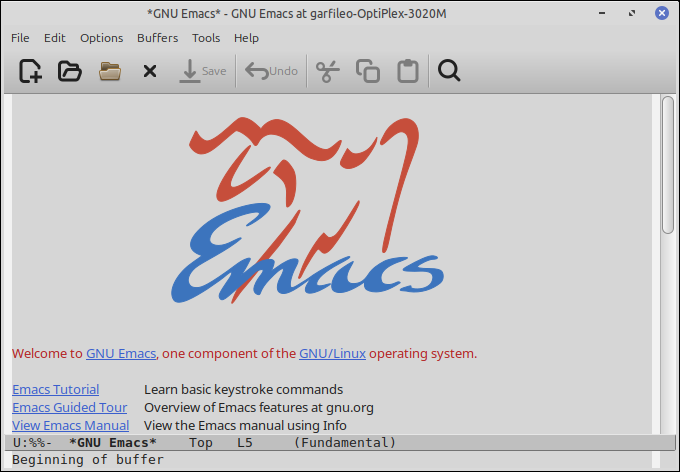 *GNU Emacs* - GNU Emacs at garfileo-OptiPlex-3020M
File Edit Options Buffers Tools Help
Save Undo
Emacs
Welcome to GNU Emacs, one component of the GNU/Linux operating system.
Emacs Tutorial Learn basic keystroke commands
Emacs Guided Tour Overview of Emacs features at gnu.org
View Emacs Manual View the Emacs manual using Info
U:%%- *GNU Emacs* Top L5 (Fundamental)
Beginning of buffer